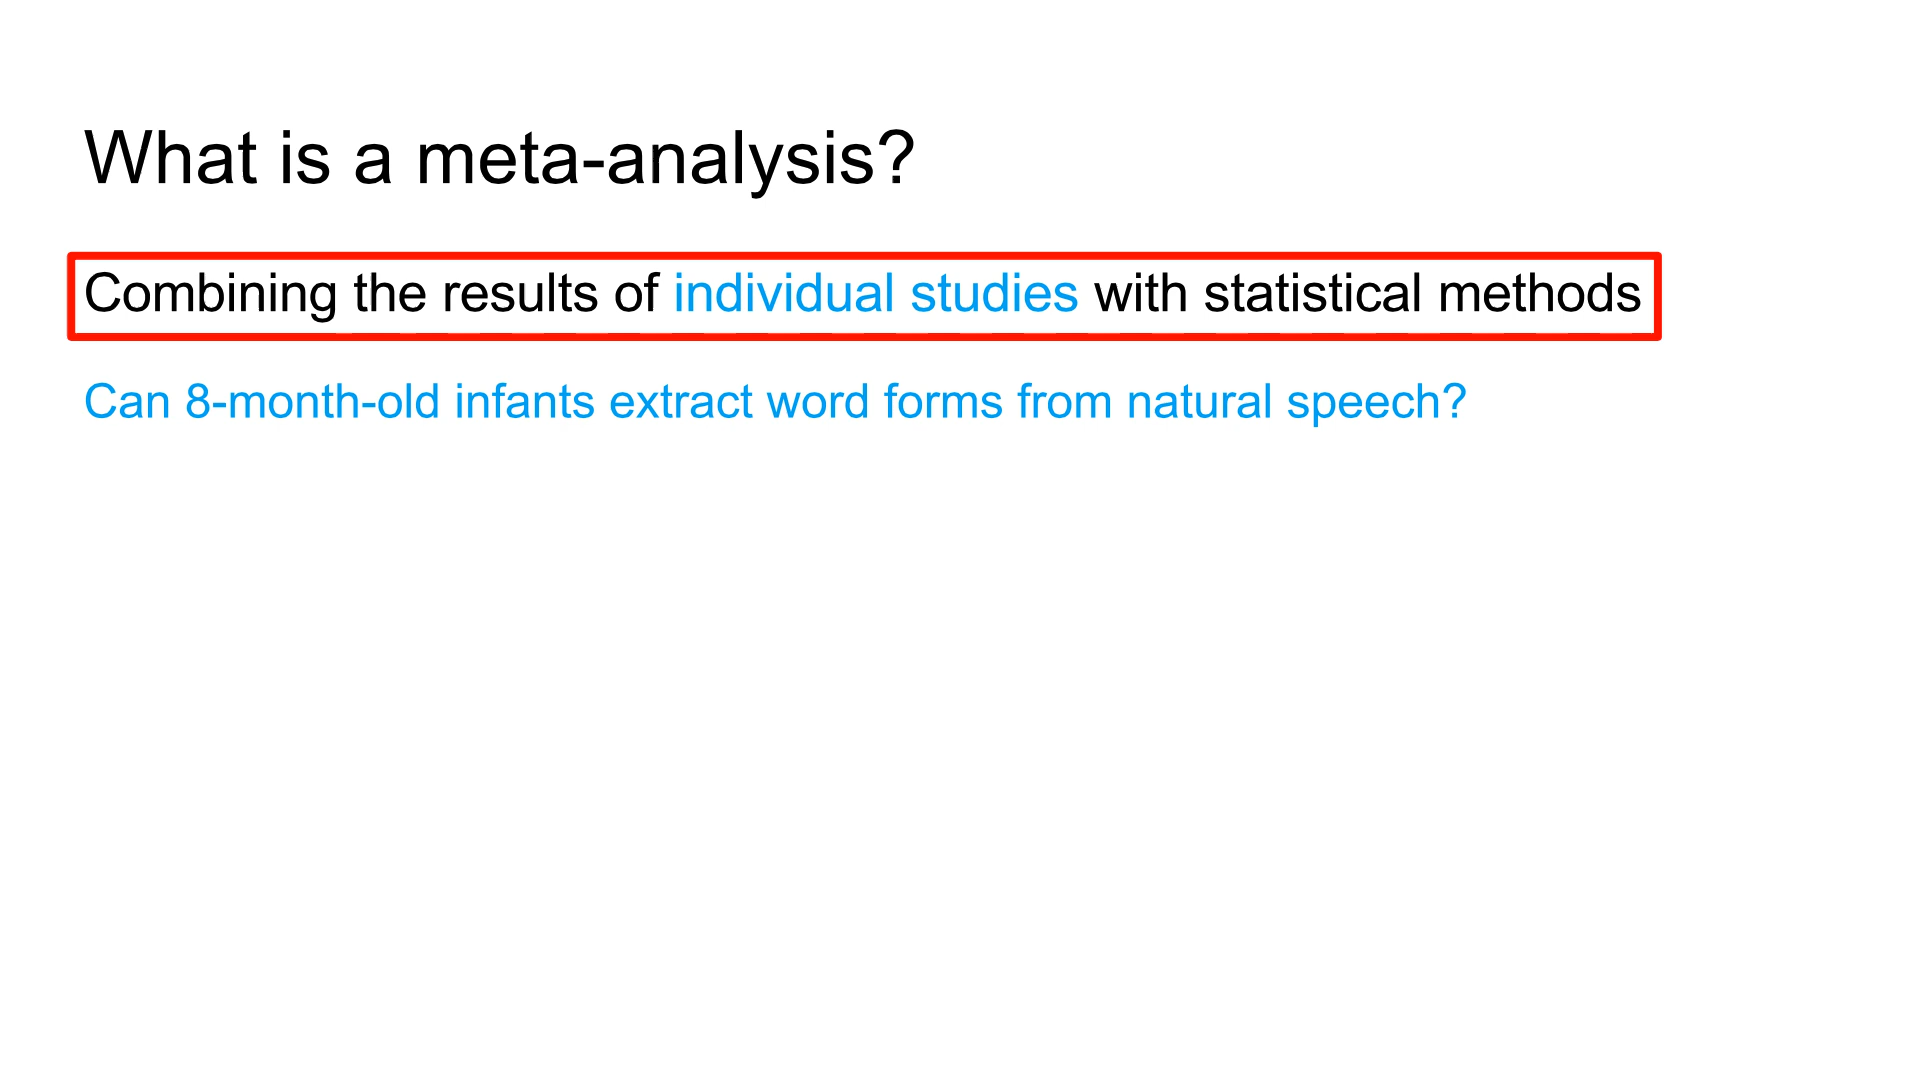 What is a meta-analysis?
Combining the results of individual studies with statistical methods
Can 8-month-old infants extract word forms from natural speech?